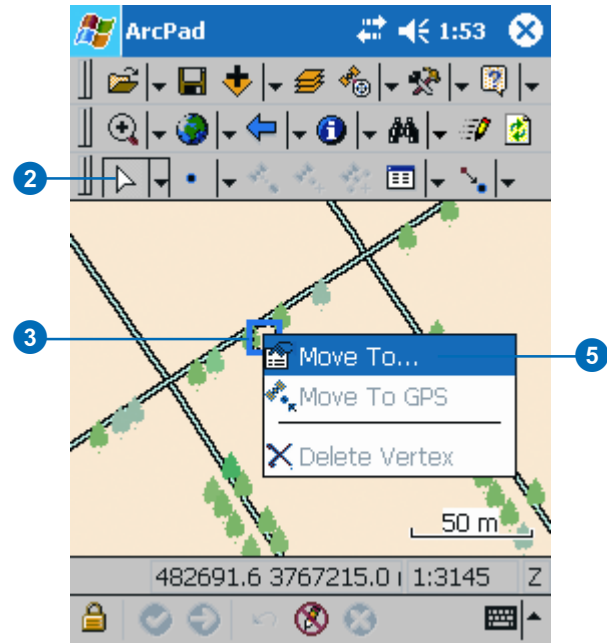 ArcPad 1:53
2
3
Move To...
5
Move To GPS
Delete Vertex
50 m
482691.6 3767215.0 1:3145 Z